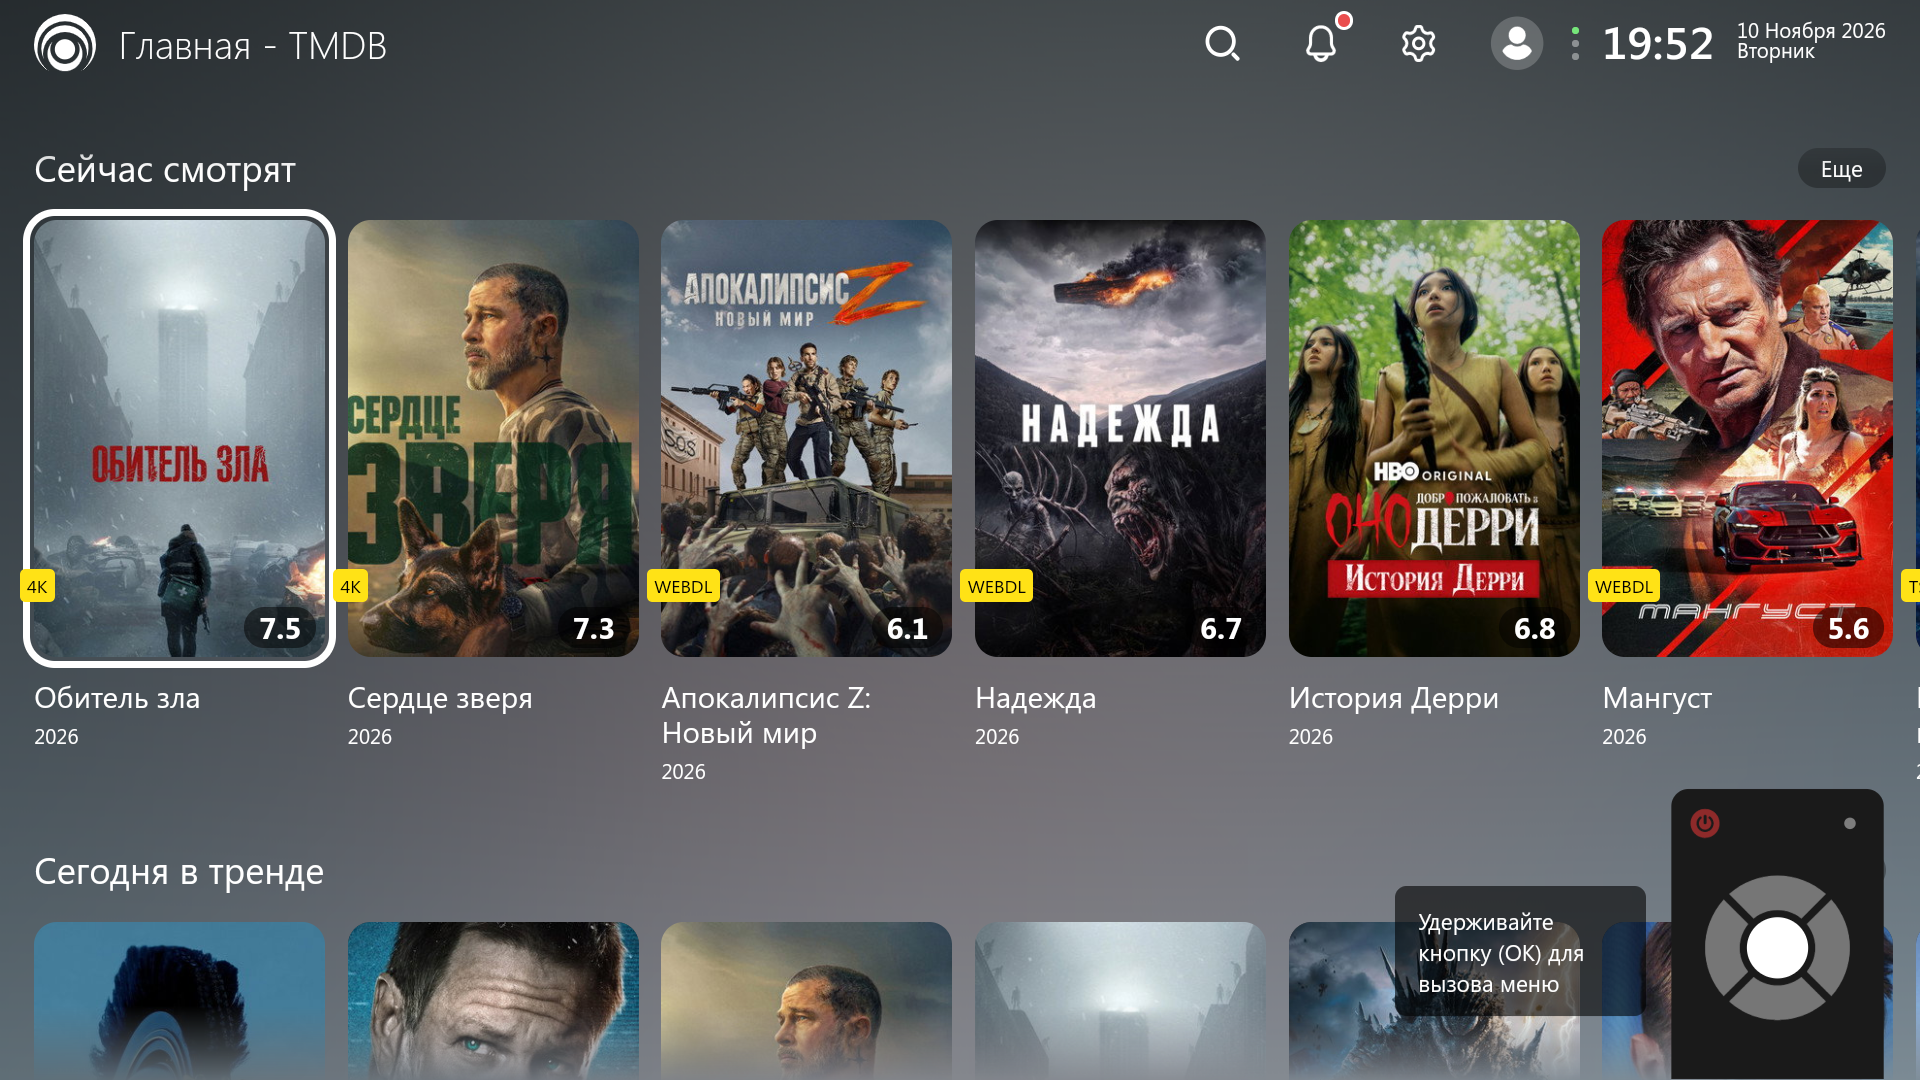 Главная - TMDB
19:52
10 Ноября 2026
Вторник
Сейчас смотрят
Еще
ОБИТЕЛЬ ЗЛА
4K
7.5
СЕРДЦЕ
ЗВЕРЯ
4K
7.3
АПОКАЛИПСИС Z
НОВЫЙ МИР
SOS
WEBDL
6.1
НАДЕЖДА
WEBDL
6.7
HBO ORIGINAL
ДОБРО ПОЖАЛОВАТЬ В
ОНО ДЕРРИ
ИСТОРИЯ ДЕРРИ
6.8
WEBDL
МАНГУСТ
5.6
Обитель зла
2026
Сердце зверя
2026
Апокалипсис Z:
Новый мир
2026
Надежда
2026
История Дерри
2026
Мангуст
2026
Сегодня в тренде
Удерживайте
кнопку (ОК) для
вызова меню